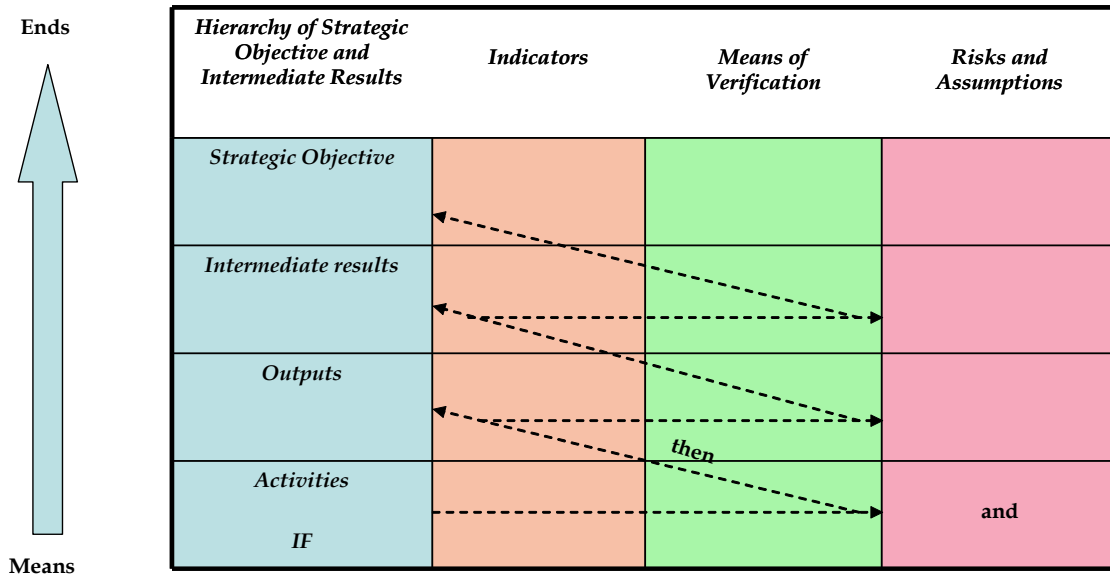 Ends
Hierarchy of Strategic
Objective and
Intermediate Results
Indicators
Means of
Verification
Risks and
Assumptions
Strategic Objective
Intermediate results
Outputs
then
Activities
and
IF
Means